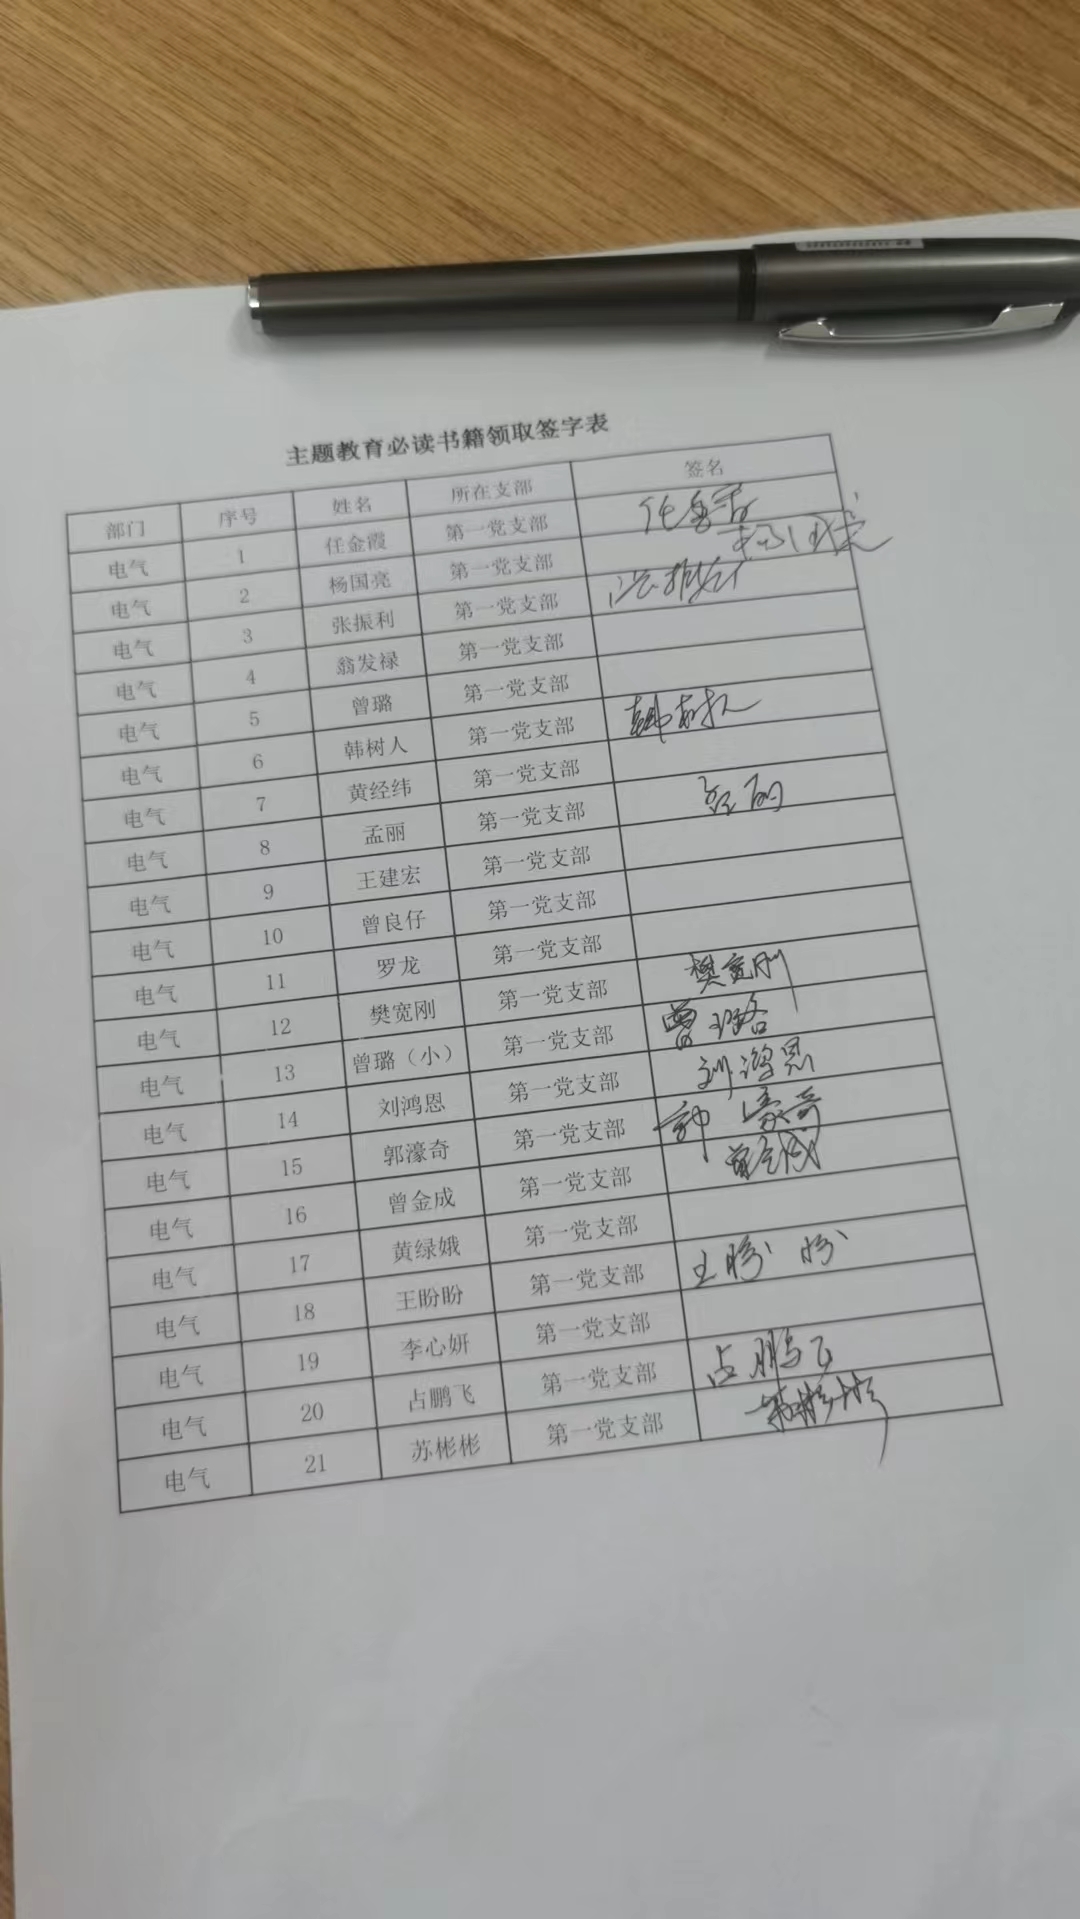 主题教育必读书籍领取签字表
部门 序号 姓名 所在支部 签名
电气 1 任金霞 第一党支部 任金霞
电气 2 杨国亮 第一党支部 杨国亮
电气 3 张振利 第一党支部
电气 4 翁发禄 第一党支部
电气 5 曾璐 第一党支部
电气 6 韩树人 第一党支部 韩树人
电气 7 黄经纬 第一党支部
电气 8 孟丽 第一党支部 孟丽
电气 9 王建宏 第一党支部
电气 10 曾良仔 第一党支部
电气 11 罗龙 第一党支部
电气 12 樊宽刚 第一党支部 樊宽刚
电气 13 曾璐（小） 第一党支部 曾璐
电气 14 刘鸿恩 第一党支部 刘鸿恩
电气 15 郭濠奇 第一党支部 郭濠奇
电气 16 曾金成 第一党支部 曾金成
电气 17 黄绿娥 第一党支部
电气 18 王盼盼 第一党支部 王盼盼
电气 19 李心妍 第一党支部
电气 20 占鹏飞 第一党支部 占鹏飞
电气 21 苏彬彬 第一党支部 苏彬彬